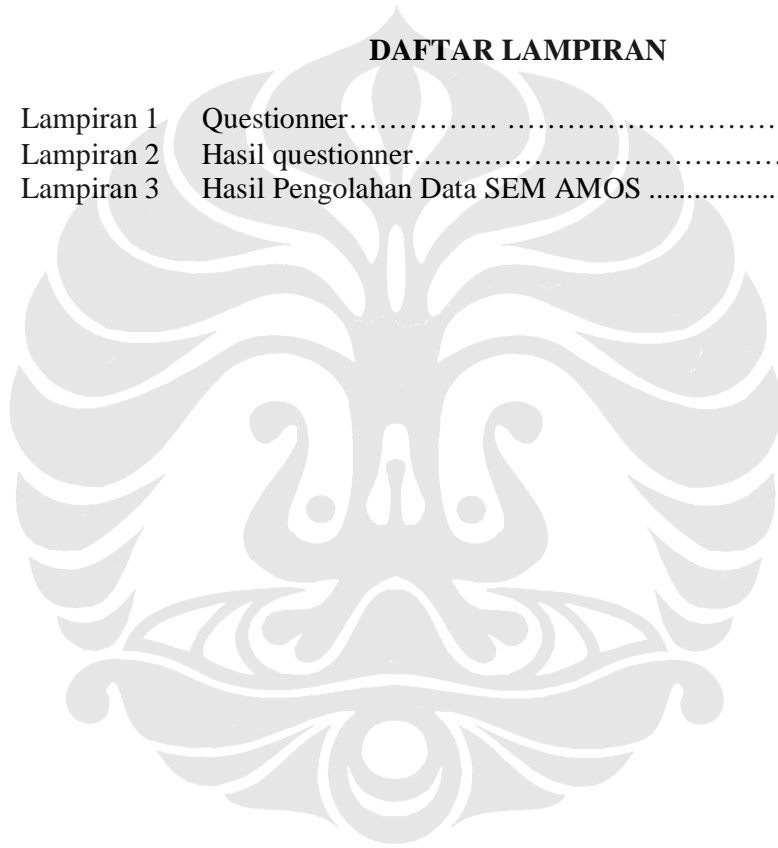 DAFTAR LAMPIRAN
Lampiran 1 Questionner…………… ………………………
Lampiran 2 Hasil questionner…………………………………
Lampiran 3 Hasil Pengolahan Data SEM AMOS .................